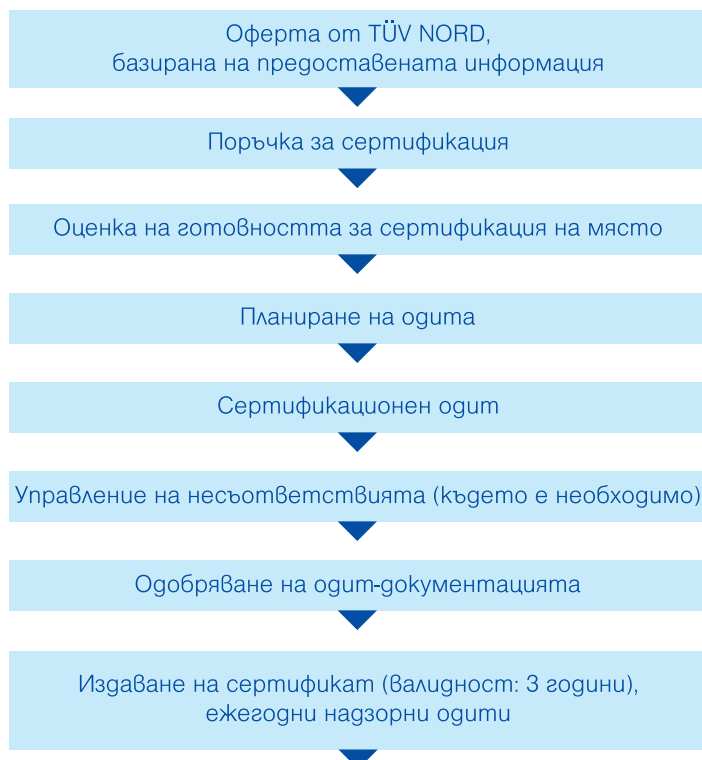 Оферта от TÜV NORD,
базирана на предоставената информация
Поръчка за сертификация
Оценка на готовността за сертификация на място
Планиране на одита
Сертификационен одит
Управление на несъответствията (където е необходимо)
Одобряване на одит-документацията
Издаване на сертификат (валидност: 3 години),
ежегодни надзорни одити